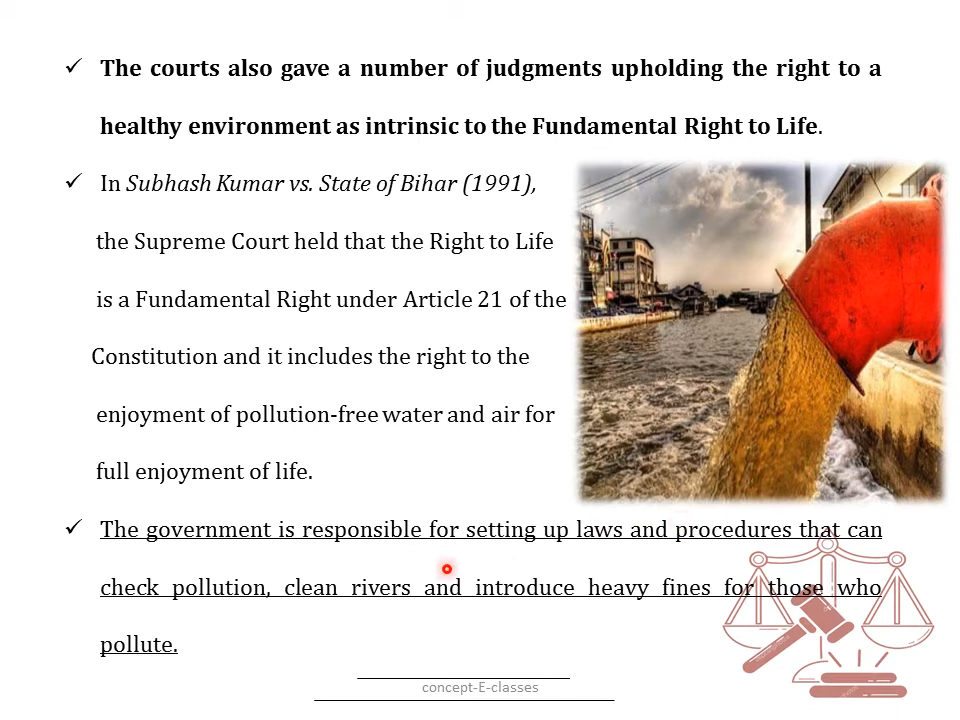 ✓ The courts also gave a number of judgments upholding the right to a
healthy environment as intrinsic to the Fundamental Right to Life.
✓ In Subhash Kumar vs. State of Bihar (1991),
the Supreme Court held that the Right to Life
is a Fundamental Right under Article 21 of the
Constitution and it includes the right to the
enjoyment of pollution-free water and air for
full enjoyment of life.
✓ The government is responsible for setting up laws and procedures that can
check pollution, clean rivers and introduce heavy fines for those who
pollute.
concept-E-classes